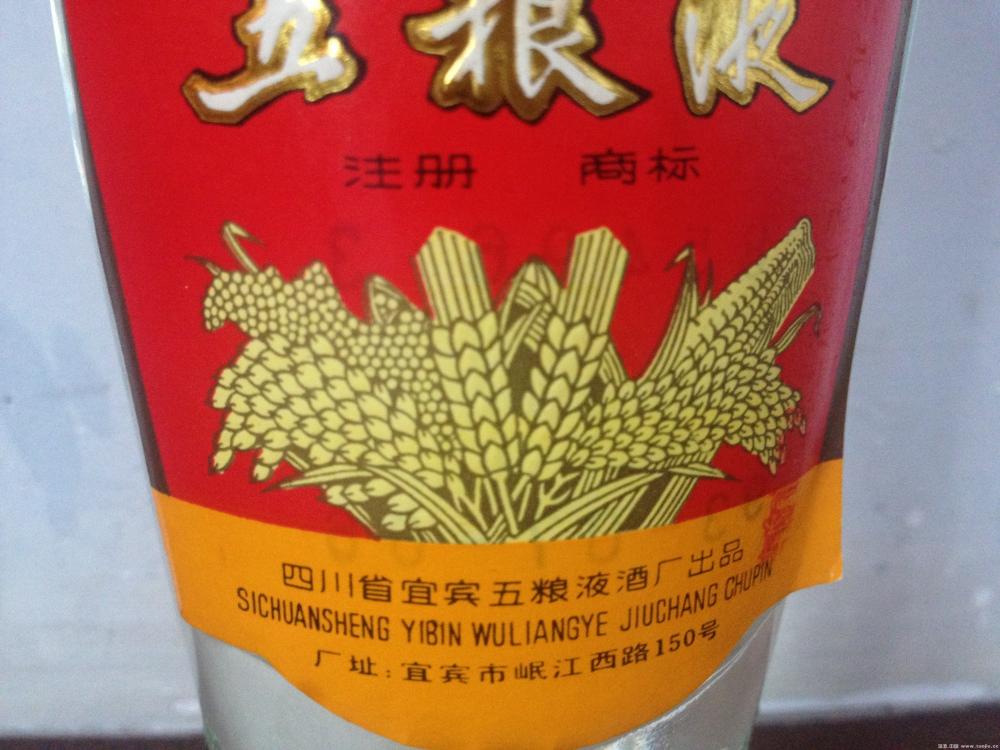 五粮液
注册 商标
四川省宜宾五粮液酒厂出品
SICHUANSHENG YIBIN WULIANGYE JIUCHANG CHUPIN
厂址：宜宾市岷江西路150号